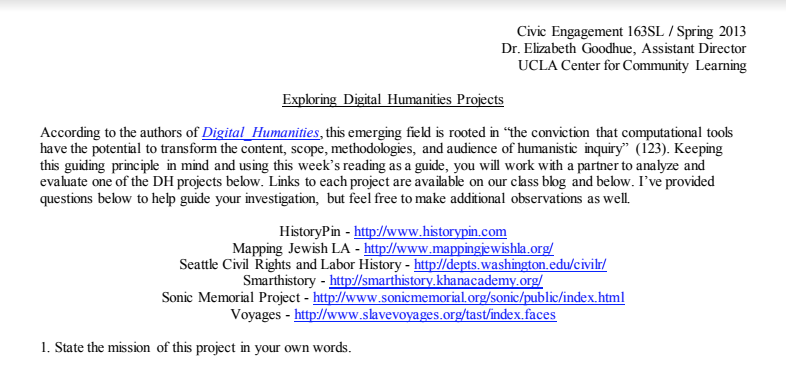 Civic Engagement 163SL / Spring 2013
Dr. Elizabeth Goodhue, Assistant Director
UCLA Center for Community Learning
Exploring Digital Humanities Projects
According to the authors of Digital_Humanities, this emerging field is rooted in “the conviction that computational tools
have the potential to transform the content, scope, methodologies, and audience of humanistic inquiry” (123). Keeping
this guiding principle in mind and using this week’s reading as a guide, you will work with a partner to analyze and
evaluate one of the DH projects below. Links to each project are available on our class blog and below. I’ve provided
questions below to help guide your investigation, but feel free to make additional observations as well.
HistoryPin - http://www.historypin.com
Mapping Jewish LA - http://www.mappingjewishla.org/
Seattle Civil Rights and Labor History - http://depts.washington.edu/civilr/
Smarthistory - http://smarthistory.khanacademy.org/
Sonic Memorial Project - http://www.sonicmemorial.org/sonic/public/index.html
Voyages - http://www.slavevoyages.org/tast/index.faces
1. State the mission of this project in your own words.